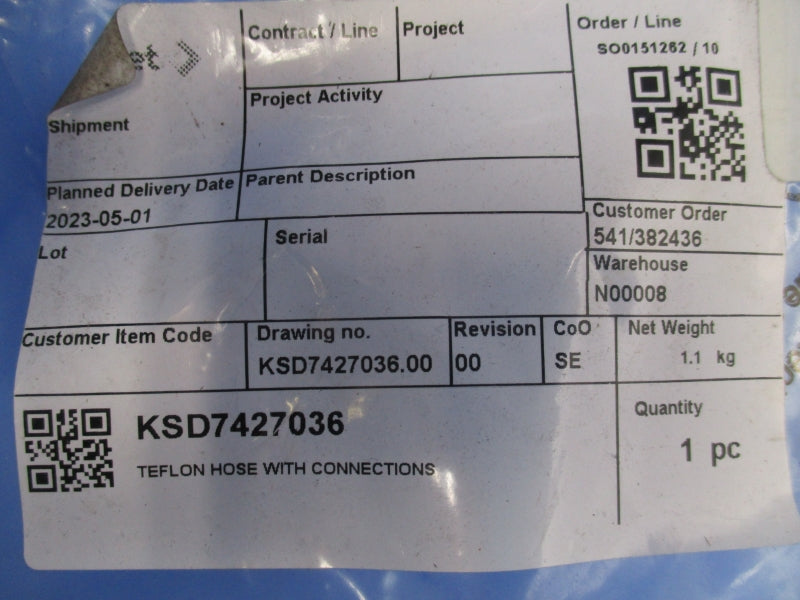 et
Contract / Line
Project
Order / Line
SO0151262 / 10
Project Activity
Shipment
Planned Delivery Date
2023-05-01
Parent Description
Customer Order
541/382436
Lot
Serial
Warehouse
N00008
Customer Item Code
Drawing no.
KSD7427036.00
Revision
00
CoO
SE
Net Weight
1.1 kg
KSD7427036
TEFLON HOSE WITH CONNECTIONS
Quantity
1 pc